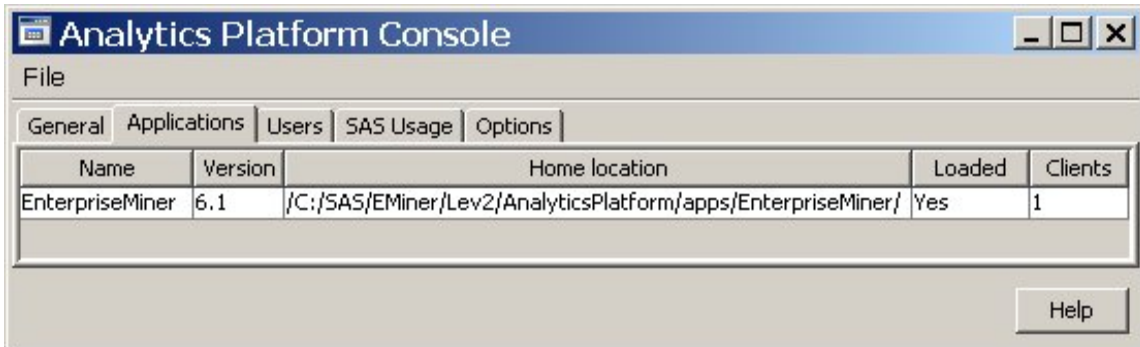 Analytics Platform Console
File
General Applications Users SAS Usage Options
Name Version Home location Loaded Clients
EnterpriseMiner 6.1 /C:/SAS/EMiner/Lev2/AnalyticsPlatform/apps/EnterpriseMiner/ Yes 1
Help